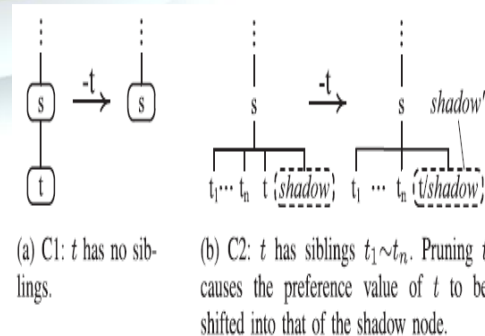 -t
s
s
t
-t
s
s shadow'
t1 ··· tn t shadow
t1 ··· tn t/shadow
(a) C1: t has no sib-
lings.
(b) C2: t has siblings t1~tn. Pruning t
causes the preference value of t to be
shifted into that of the shadow node.